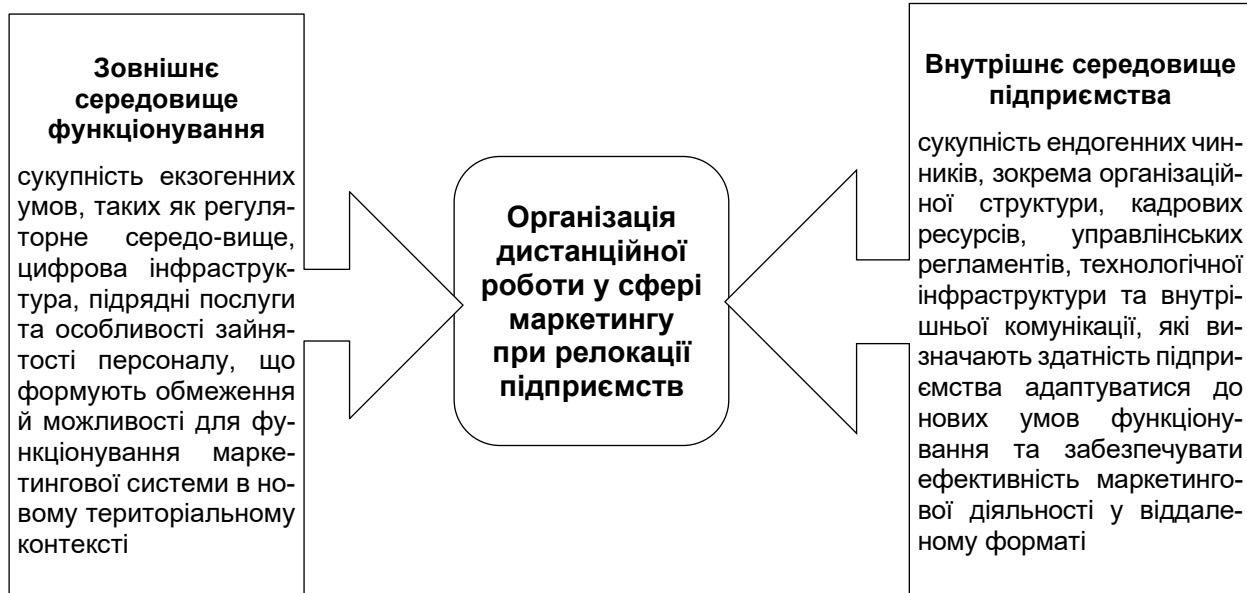 Зовнішнє
середовище
функціонування
сукупність екзогенних
умов, таких як регуля-
торне середо-вище,
цифрова інфраструк-
тура, підрядні послуги
та особливості зайня-
тості персоналу, що
формують обмеження
й можливості для фу-
нкціонування марке-
тингової системи в но-
вому територіальному
контексті
Організація
дистанційної
роботи у сфері
маркетингу
при релокації
підприємств
Внутрішнє середовище
підприємства
сукупність ендогенних чин-
ників, зокрема організацій-
ної структури, кадрових
ресурсів, управлінських
регламентів, технологічної
інфраструктури та внутрі-
шньої комунікації, які ви-
значають здатність підпри-
ємства адаптуватися до
нових умов функціону-
вання та забезпечувати
ефективність маркетинго-
вої діяльності у віддале-
ному форматі